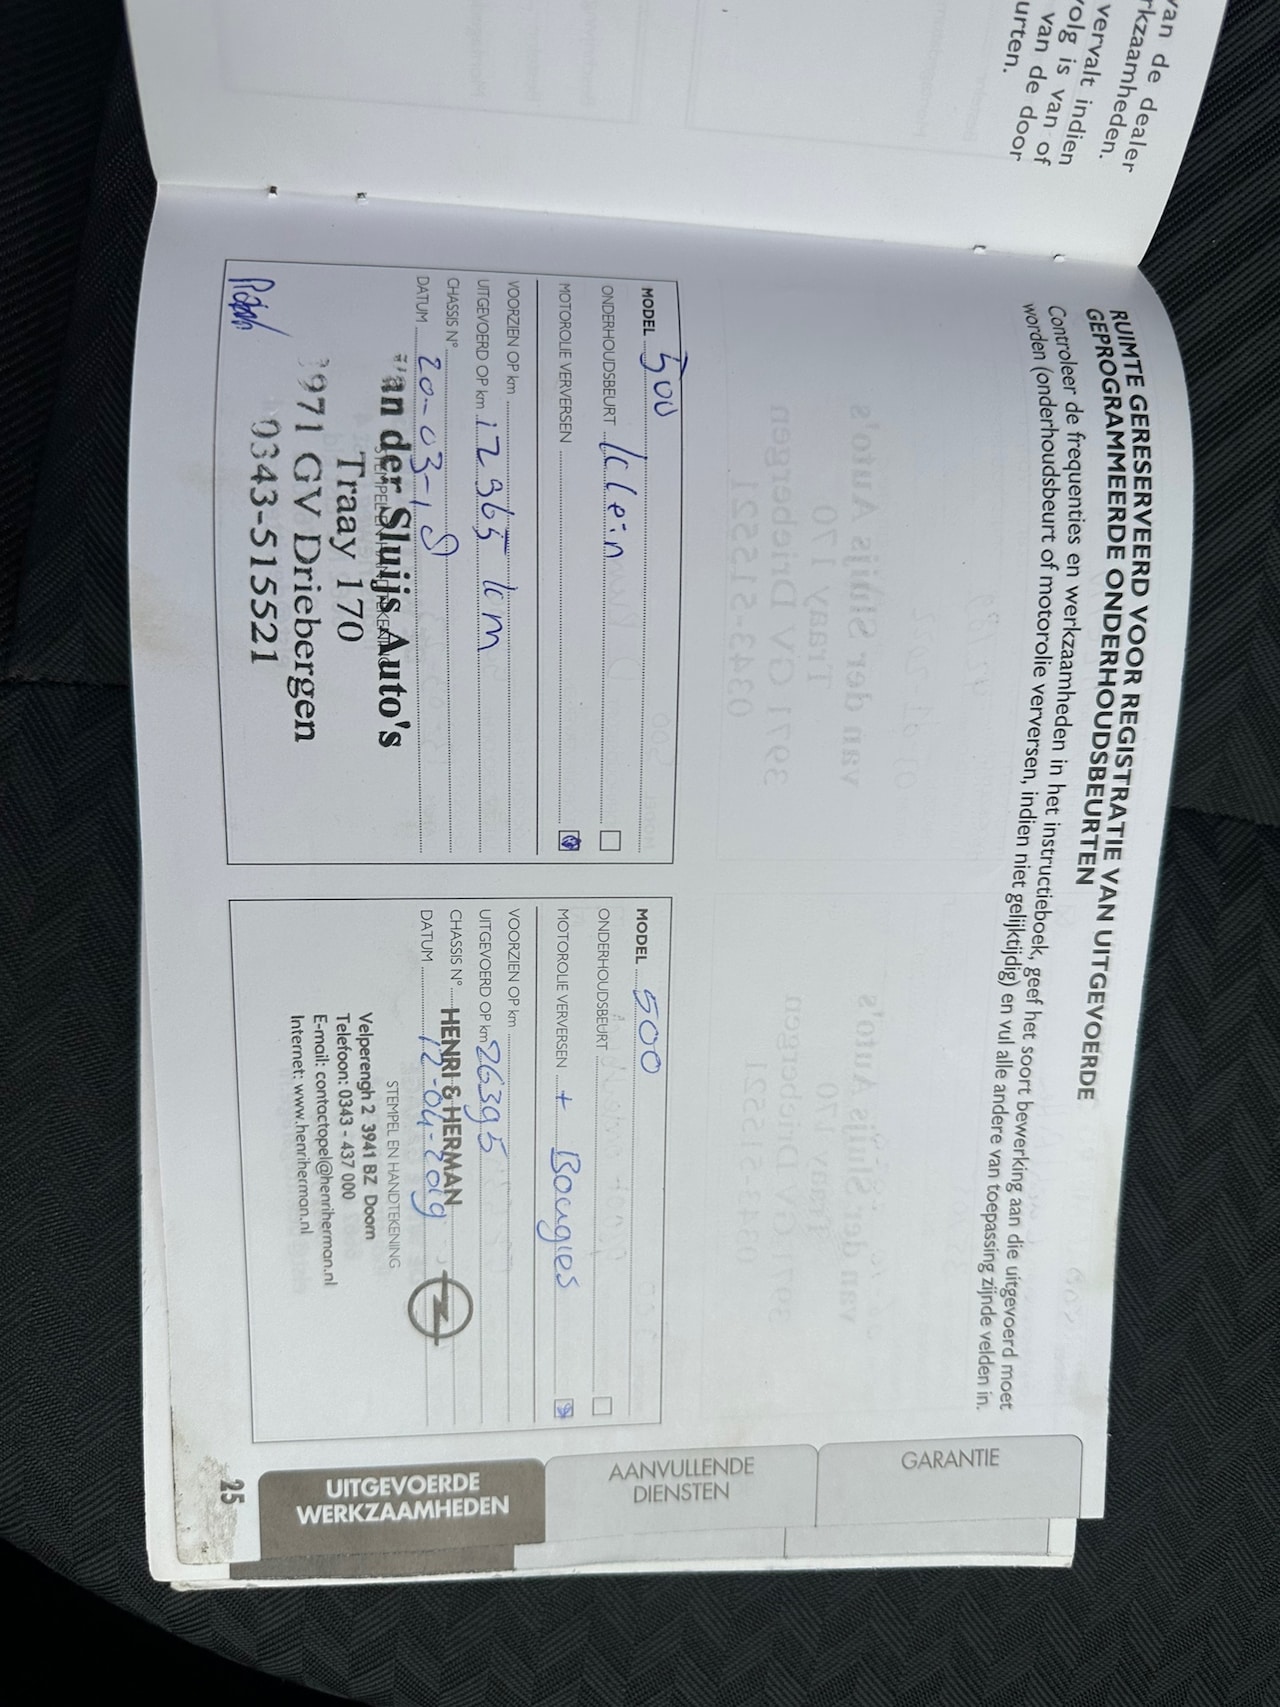 van de dealer
rkzaamheden.
vervalt indien
volg is van of
van de door
urten.
RUIMTE GERESERVEERD VOOR REGISTRATIE VAN UITGEVOERDE
GEPROGRAMMEERDE ONDERHOUDSBEURTEN
Controleer de frequenties en werkzaamheden in het instructieboek, geef het soort bewerking aan die uitgevoerd moet
worden (onderhoudsbeurt of motorolie verversen, indien niet gelijktijdig) en vul alle andere van toepassing zijnde velden in.
MODEL 500
ONDERHOUDSBEURT Klein
MOTOROLIE VERVERSEN
VOORZIEN OP km
UITGEVOERD OP km 12365 km
CHASSIS N°
DATUM 20-03-18
STEMPEL EN HANDTEKENING
Van der Sluijs Auto's
Traay 170
3971 GV Driebergen
0343-515521
MODEL 500
ONDERHOUDSBEURT
MOTOROLIE VERVERSEN + Bougies
VOORZIEN OP km
UITGEVOERD OP km 26395
CHASSIS N°
HENRI & HERMAN
DATUM 12-04-2019
STEMPEL EN HANDTEKENING
Velperengh 2 3941 BZ Doorn
Telefoon: 0343 - 437 000
E-mail: contactopel@henriherman.nl
Internet: www.henriherman.nl
GARANTIE
AANVULLENDE
DIENSTEN
UITGEVOERDE
WERKZAAMHEDEN
25